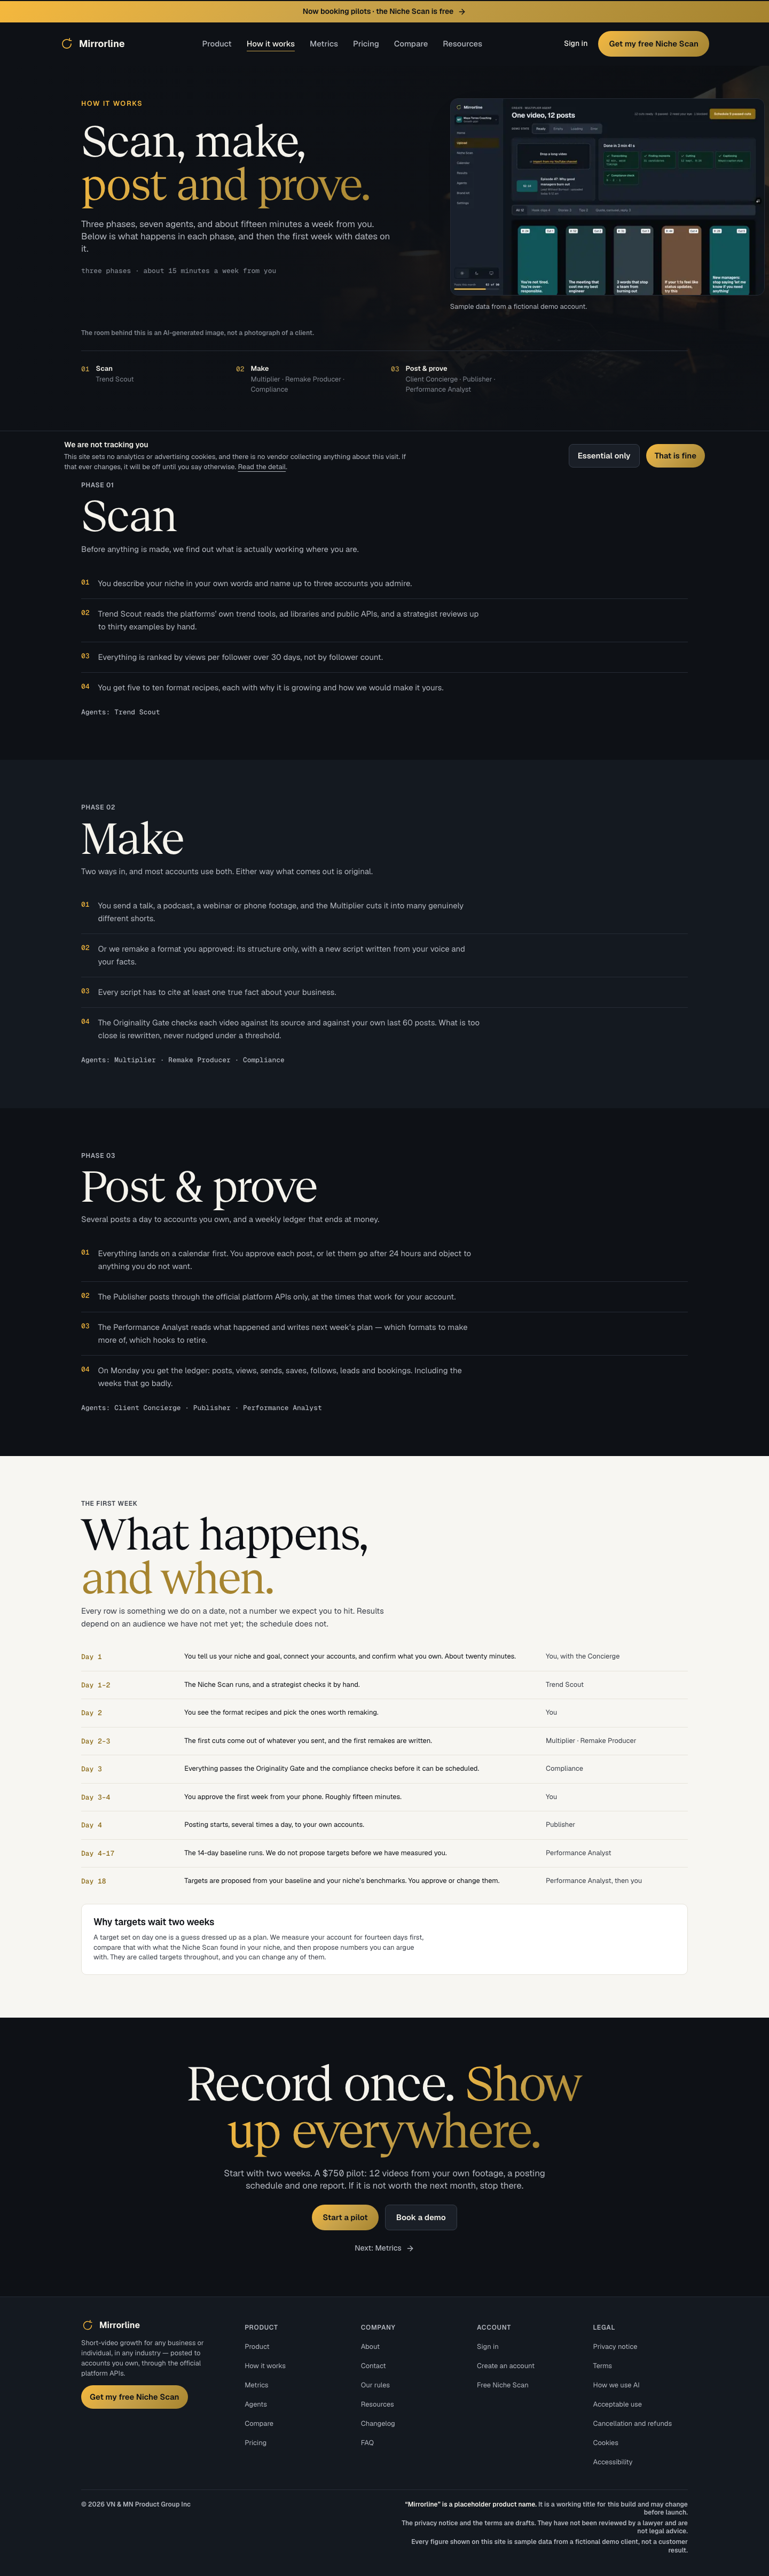 Now booking pilots · the Niche Scan is free →
Mirrorline
Product
How it works
Metrics
Pricing
Compare
Resources
Sign in
Get my free Niche Scan
HOW IT WORKS
Scan, make,
post and prove.
Three phases, seven agents, and about fifteen minutes a week from you.
Below is what happens in each phase, and then the first week with dates on
it.
three phases · about 15 minutes a week from you
Mirrorline
One video, 12 posts
Done in 2 min 41 s
Sample data from a fictional demo account.
The room behind this is an AI-generated image, not a photograph of a client.
01 Scan
Trend Scout
02 Make
Multiplier · Remake Producer ·
Compliance
03 Post & prove
Client Concierge · Publisher ·
Performance Analyst
We are not tracking you
This site sets no analytics or advertising cookies, and there is no vendor collecting anything about this visit. If
that ever changes, it will be off until you say otherwise. Read the detail.
Essential only
That is fine
PHASE 01
Scan
Before anything is made, we find out what is actually working where you are.
01 You describe your niche in your own words and name up to three accounts you admire.
02 Trend Scout reads the platforms' own trend tools, ad libraries and public APIs, and a strategist reviews up
to thirty examples by hand.
03 Everything is ranked by views per follower over 30 days, not by follower count.
04 You get five to ten format recipes, each with why it is growing and how we would make it yours.
Agents: Trend Scout
PHASE 02
Make
Two ways in, and most accounts use both. Either way what comes out is original.
01 You send a talk, a podcast, a webinar or phone footage, and the Multiplier cuts it into many genuinely
different shorts.
02 Or we remake a format you approved: its structure only, with a new script written from your voice and
your facts.
03 Every script has to cite at least one true fact about your business.
04 The Originality Gate checks each video against its source and against your own last 60 posts. What is too
close is rewritten, never nudged under a threshold.
Agents: Multiplier · Remake Producer · Compliance
PHASE 03
Post & prove
Several posts a day to accounts you own, and a weekly ledger that ends at money.
01 Everything lands on a calendar first. You approve each post, or let them go after 24 hours and object to
anything you do not want.
02 The Publisher posts through the official platform APIs only, at the times that work for your account.
03 The Performance Analyst reads what happened and writes next week's plan — which formats to make
more of, which hooks to retire.
04 On Monday you get the ledger: posts, views, sends, saves, follows, leads and bookings. Including the
weeks that go badly.
Agents: Client Concierge · Publisher · Performance Analyst
THE FIRST WEEK
What happens,
and when.
Every row is something we do on a date, not a number we expect you to hit. Results
depend on an audience we have not met yet; the schedule does not.
Day 1 You tell us your niche and goal, connect your accounts, and confirm what you own. About twenty minutes. You, with the Concierge
Day 1–2 The Niche Scan runs, and a strategist checks it by hand. Trend Scout
Day 2 You see the format recipes and pick the ones worth remaking. You
Day 2–3 The first cuts come out of whatever you sent, and the first remakes are written. Multiplier · Remake Producer
Day 3 Everything passes the Originality Gate and the compliance checks before it can be scheduled. Compliance
Day 3–4 You approve the first week from your phone. Roughly fifteen minutes. You
Day 4 Posting starts, several times a day, to your own accounts. Publisher
Day 4–17 The 14-day baseline runs. We do not propose targets before we have measured you. Performance Analyst
Day 18 Targets are proposed from your baseline and your niche's benchmarks. You approve or change them. Performance Analyst, then you
Why targets wait two weeks
A target set on day one is a guess dressed up as a plan. We measure your account for fourteen days first,
compare that with what the Niche Scan found in your niche, and then propose numbers you can argue
with. They are called targets throughout, and you can change any of them.
Record once. Show
up everywhere.
Start with two weeks. A $750 pilot: 12 videos from your own footage, a posting
schedule and one report. If it is not worth the next month, stop there.
Start a pilot
Book a demo
Next: Metrics →
Mirrorline
Short-video growth for any business or
individual, in any industry — posted to
accounts you own, through the official
platform APIs.
Get my free Niche Scan
PRODUCT
Product
How it works
Metrics
Agents
Compare
Pricing
COMPANY
About
Contact
Our rules
Resources
Changelog
FAQ
ACCOUNT
Sign in
Create an account
Free Niche Scan
LEGAL
Privacy notice
Terms
How we use AI
Acceptable use
Cancellation and refunds
Cookies
Accessibility
© 2026 VN & MN Product Group Inc
"Mirrorline" is a placeholder product name. It is a working title for this build and may change
before launch.
The privacy notice and the terms are drafts. They have not been reviewed by a lawyer and are
not legal advice.
Every figure shown on this site is sample data from a fictional demo client, not a customer
result.